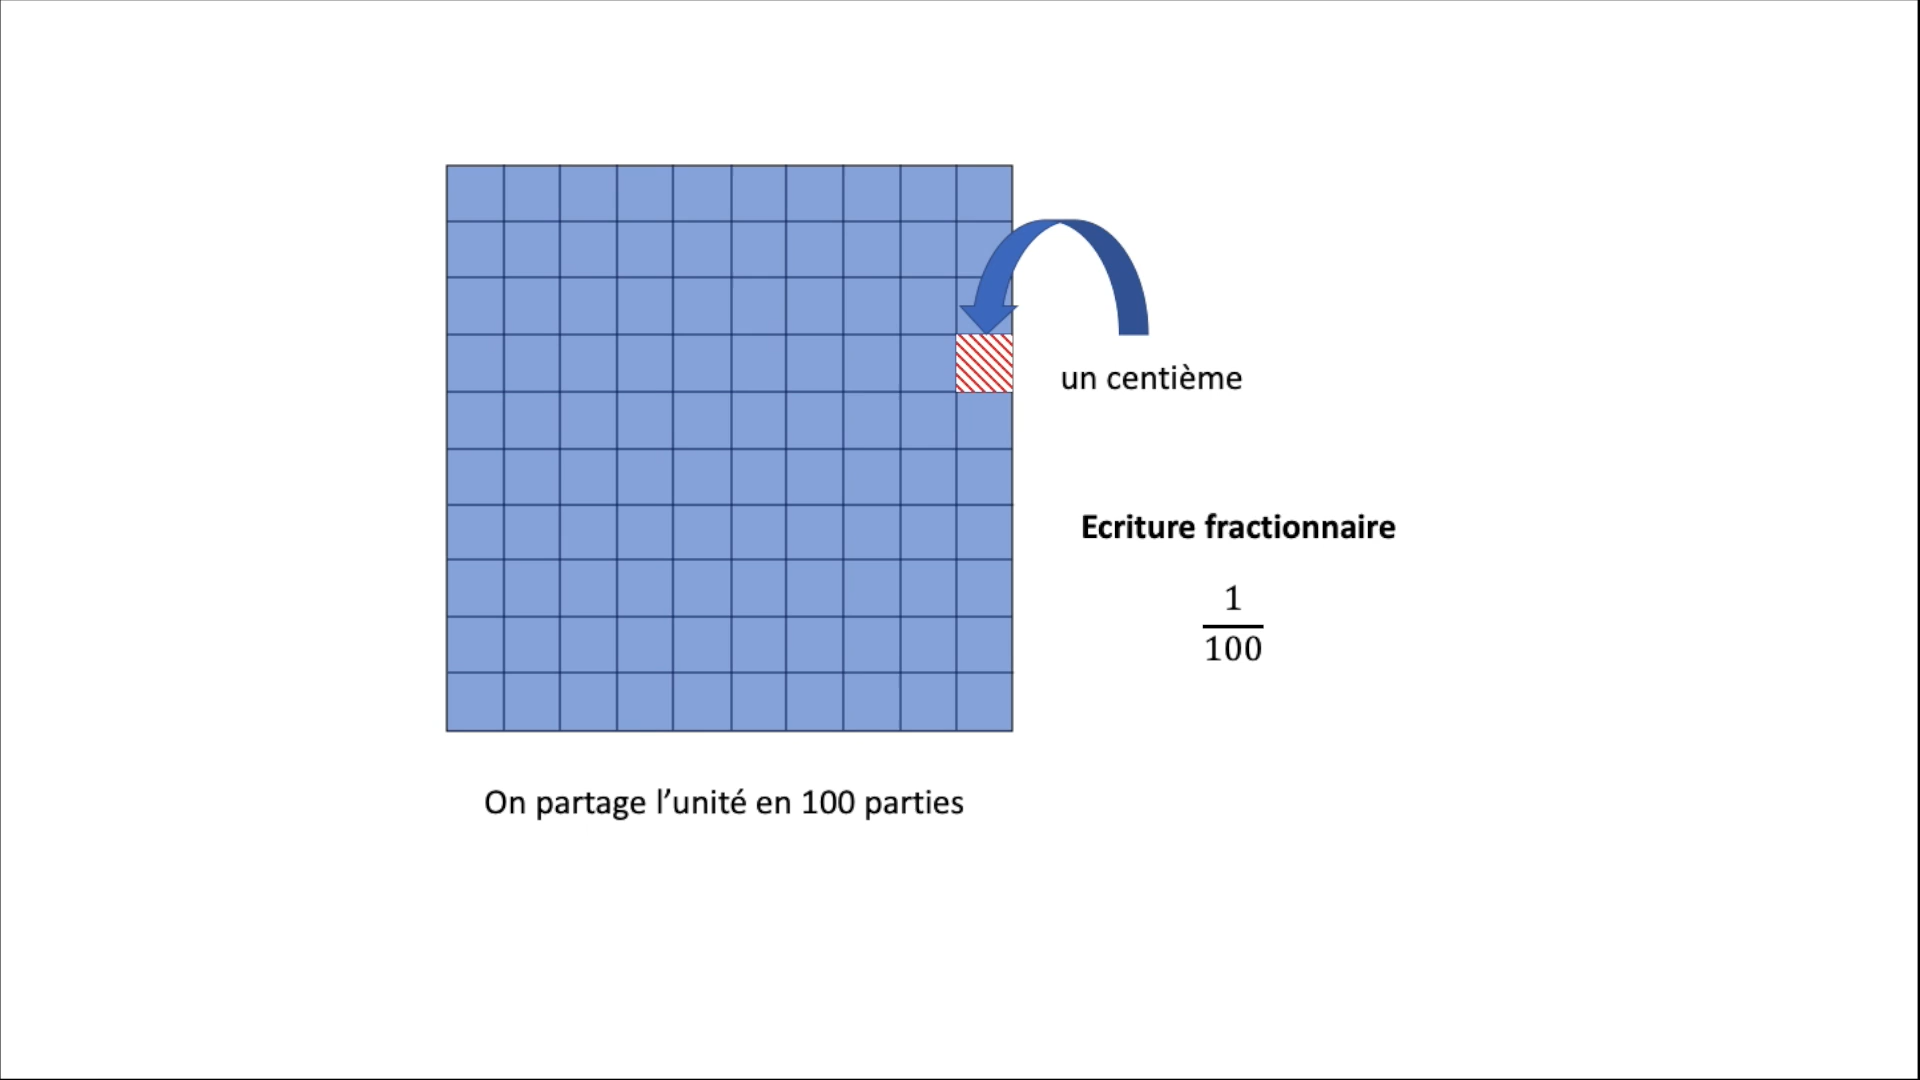 un centième
Ecriture fractionnaire
1
100
On partage l’unité en 100 parties